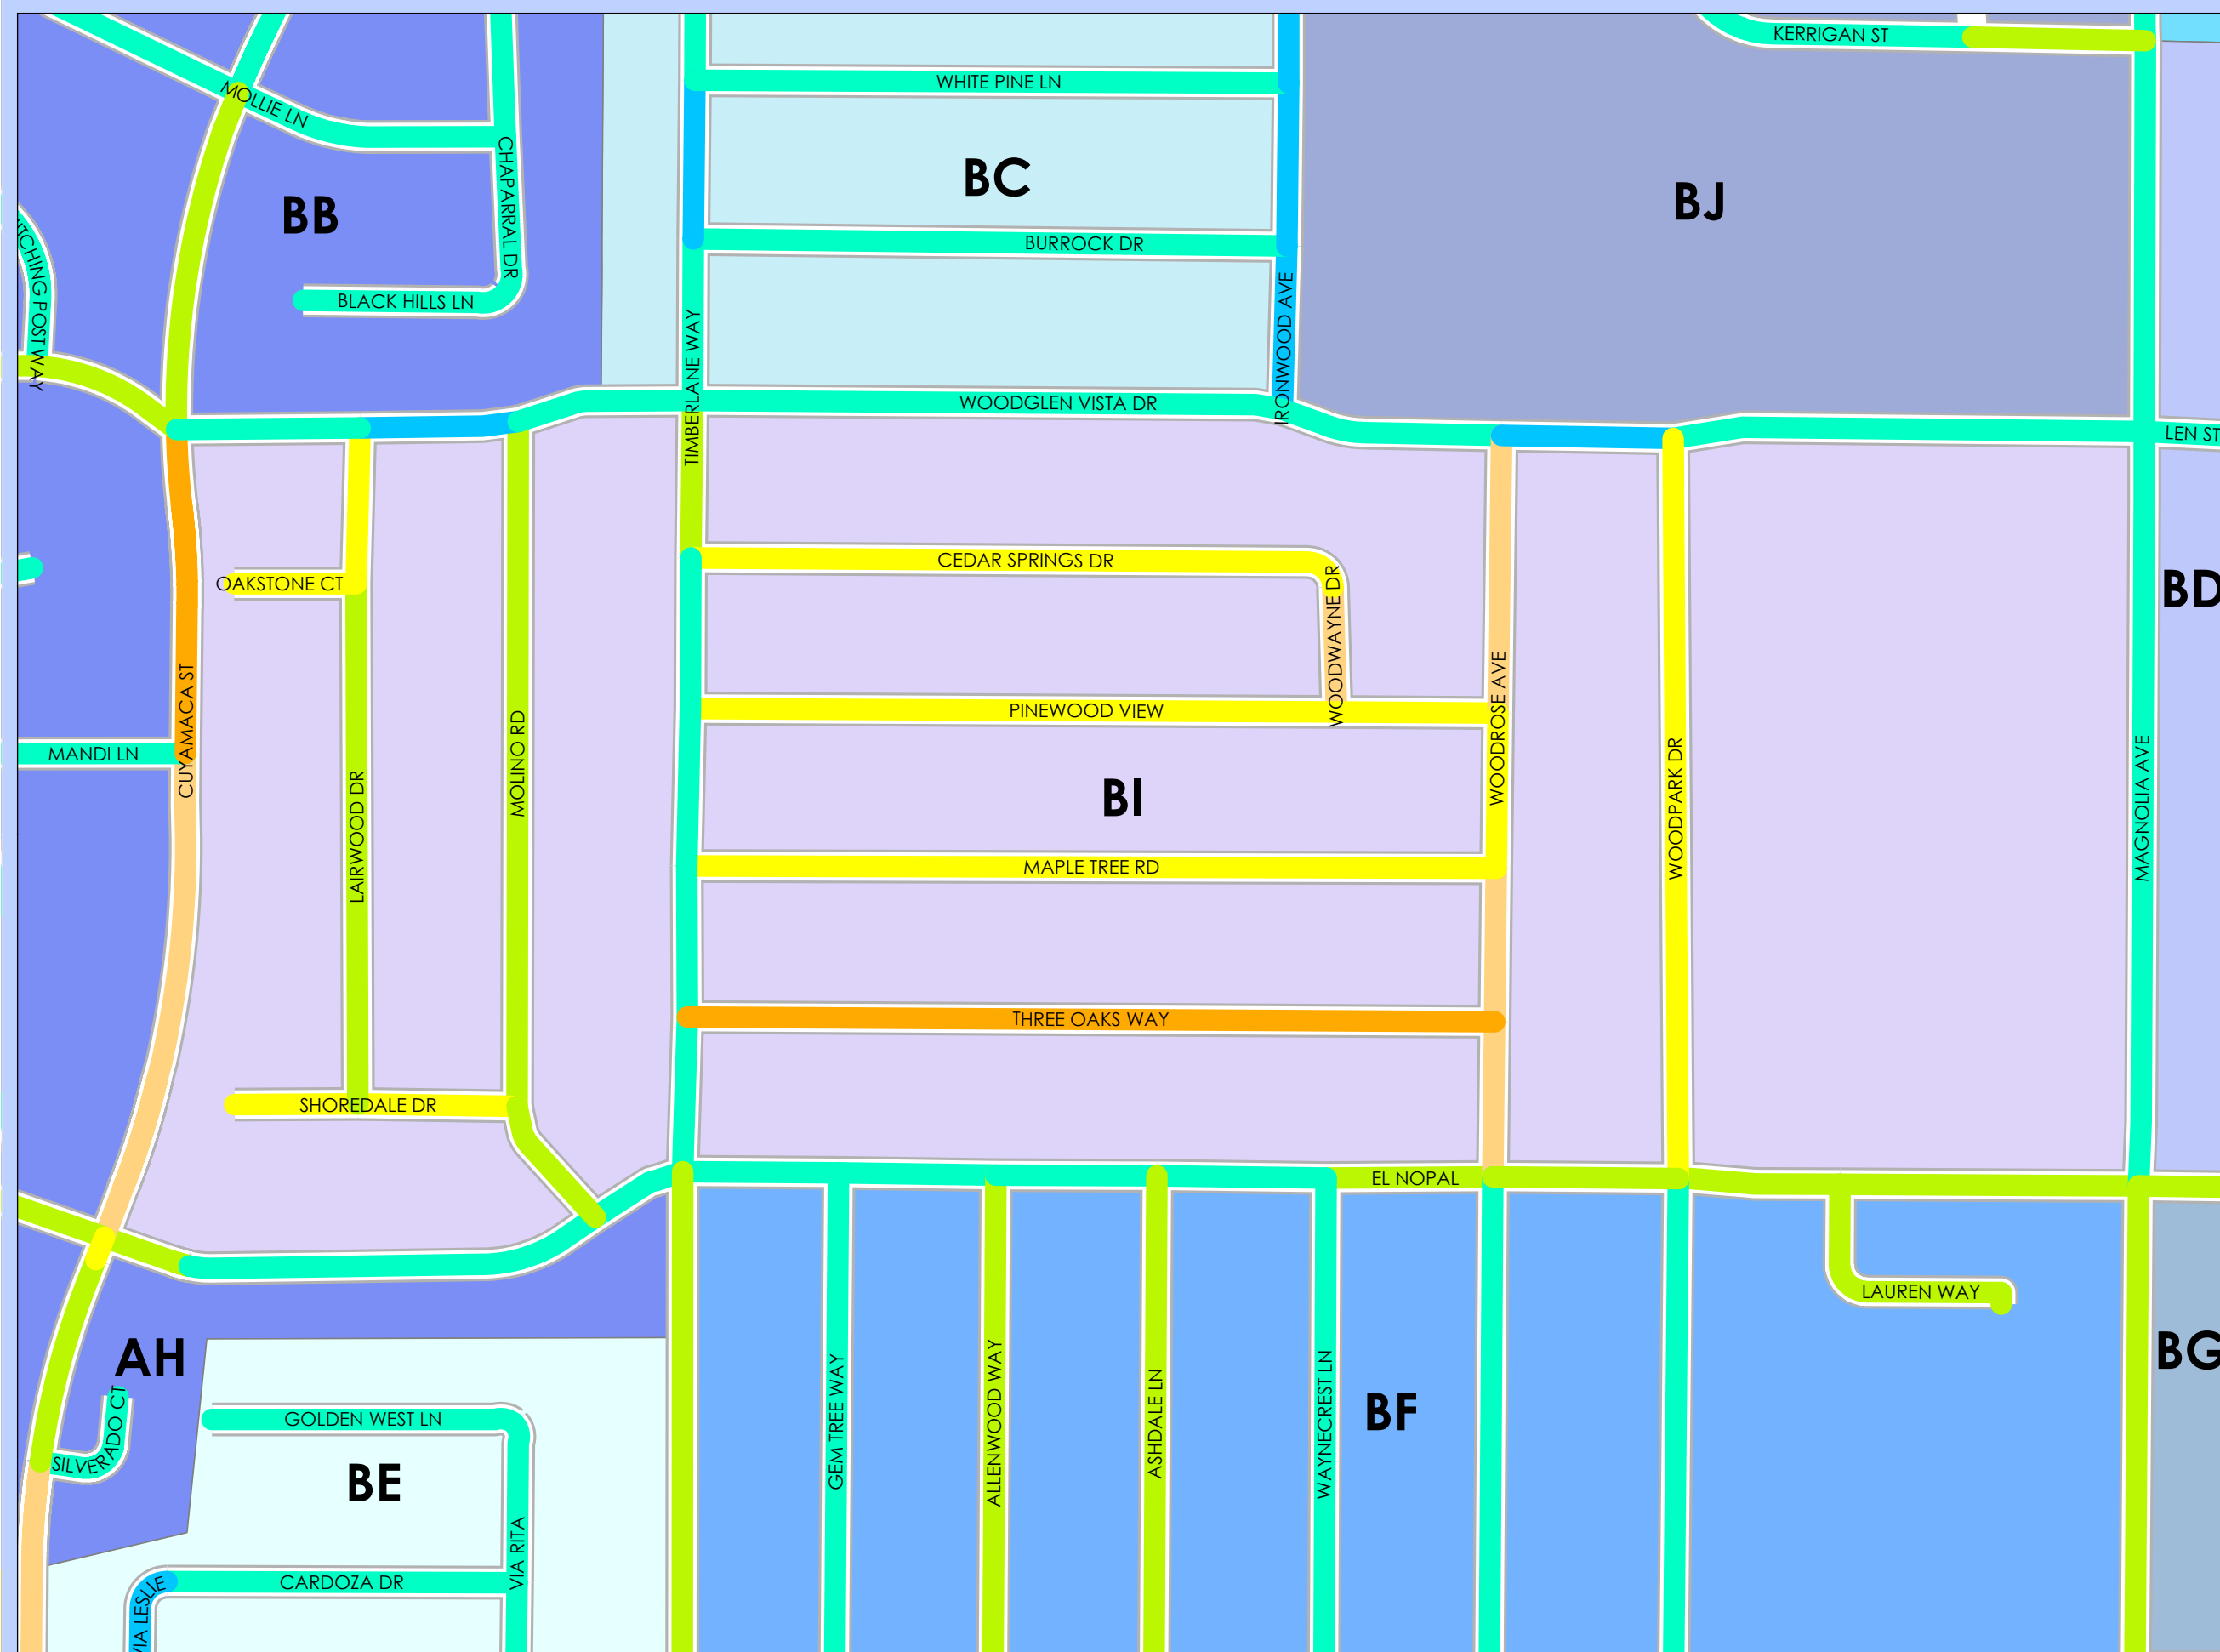 KERRIGAN ST
WHITE PINE LN
MOLLIE LN
CHAPARRAL DR
BC
BJ
BB
BURROCK DR
BLACK HILLS LN
POST WAY
TIMBERLANE WAY
IRONWOOD AVE
WOODGLEN VISTA DR
LEN ST
CEDAR SPRINGS DR
OAKSTONE CT
BD
WOODWAYNE DR
PINEWOOD VIEW
WOODROSE AVE
CUYAMACA ST
MANDI LN
MOLINO RD
BI
WOODPARK DR
MAGNOLIA AVE
LAIRWOOD DR
MAPLE TREE RD
THREE OAKS WAY
SHOREDALE DR
EL NOPAL
LAUREN WAY
AH
BG
SILVERADO CT
GOLDEN WEST LN
GEM TREE WAY
ALLENWOOD WAY
ASHDALE LN
WAYNECREST LN
BF
BE
VIA RITA
CARDOZA DR
VIA LESLIE